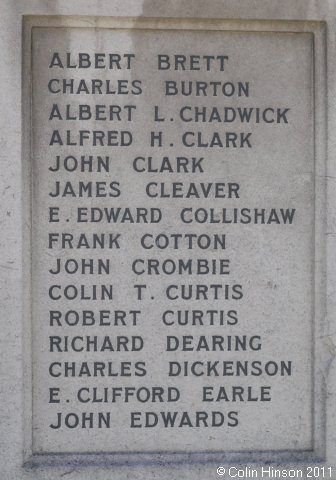 ALBERT BRETT
CHARLES BURTON
ALBERT L. CHADWICK
ALFRED H. CLARK
JOHN CLARK
JAMES CLEAVER
E. EDWARD COLLISHAW
FRANK COTTON
JOHN CROMBIE
COLIN T. CURTIS
ROBERT CURTIS
RICHARD DEARING
CHARLES DICKENSON
E. CLIFFORD EARLE
JOHN EDWARDS
©Colin Hinson 2011